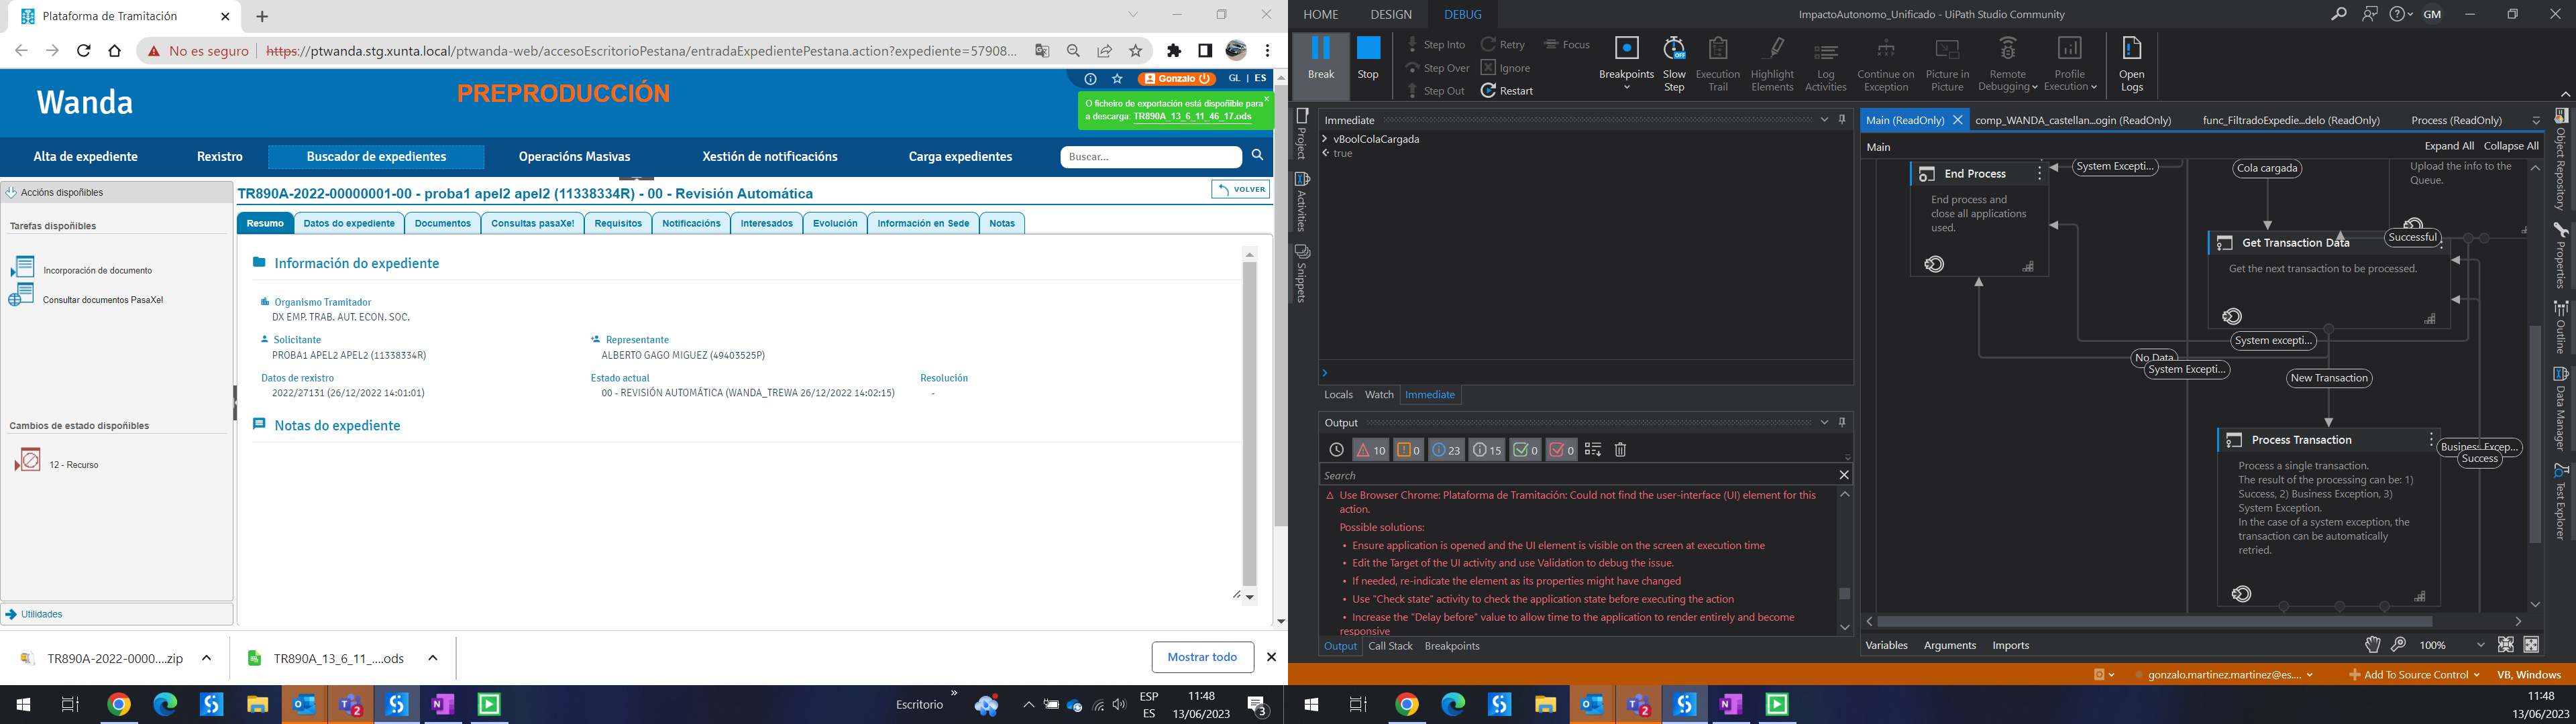 Plataforma de Tramitación
No es seguro
https://ptwanda.stg.xunta.local/ptwanda-web/accesoEscritorioPestana/entradaExpedientePestana.action?expediente=57908...
Wanda
PREPRODUCCIÓN
Gonzalo
GL | ES
O ficheiro de exportación está dispoñible para
a descarga: TR890A_13_6_11_46_17.ods
x
Alta de expediente
Rexistro
Buscador de expedientes
Operacións Masivas
Xestión de notificacións
Carga expedientes
Buscar...
Accións dispoñibles
Tarefas dispoñibles
Incorporación de documento
Consultar documentos PasaXe!
Cambios de estado dispoñibles
12 - Recurso
Utilidades
TR890A-2022-00000001-00 - proba1 apel2 apel2 (11338334R) - 00 - Revisión Automática
VOLVER
Resumo
Datos do expediente
Documentos
Consultas pasaXe!
Requisitos
Notificacións
Interesados
Evolución
Información en Sede
Notas
Información do expediente
Organismo Tramitador
DX EMP. TRAB. AUT. ECON. SOC.
Solicitante
PROBA1 APEL2 APEL2 (11338334R)
Representante
ALBERTO GAGO MIGUEZ (49403525P)
Datos de rexistro
2022/27131 (26/12/2022 14:01:01)
Estado actual
00 - REVISIÓN AUTOMÁTICA (WANDA_TREWA 26/12/2022 14:02:15)
Resolución
-
Notas do expediente
TR890A-2022-0000....zip
TR890A_13_6_11_....ods
Mostrar todo
Escritorio
ESP
ES
11:48
13/06/2023
3
HOME
DESIGN
DEBUG
ImpactoAutonomo_Unificado - UiPath Studio Community
GM
Break
Stop
Step Into
Step Over
Step Out
Retry
Ignore
Restart
Focus
Breakpoints
Slow
Step
Execution
Trail
Highlight
Elements
Log
Activities
Continue on
Exception
Picture in
Picture
Remote
Debugging
Profile
Execution
Open
Logs
Project
Activities
Snippets
Immediate
vBoolColaCargada
true
Locals
Watch
Immediate
Output
10
0
23
15
0
0
Search
Use Browser Chrome: Plataforma de Tramitación: Could not find the user-interface (UI) element for this
action.
Possible solutions:
• Ensure application is opened and the UI element is visible on the screen at execution time
• Edit the Target of the UI activity and use Validation to debug the issue.
• If needed, re-indicate the element as its properties might have changed
• Use "Check state" activity to check the application state before executing the action
• Increase the "Delay before" value to allow time to the application to render entirely and become
responsive
Output
Call Stack
Breakpoints
Main (ReadOnly)
comp_WANDA_castellan...ogin (ReadOnly)
func_FiltradoExpedie...delo (ReadOnly)
Process (ReadOnly)
Main
Expand All
Collapse All
End Process
End process and
close all applications
used.
System Excepti...
Cola cargada
Upload the info to the
Queue.
Get Transaction Data
Get the next transaction to be processed.
Successful
System excepti...
No Data
System Excepti...
New Transaction
Process Transaction
Process a single transaction.
The result of the processing can be: 1)
Success, 2) Business Exception, 3)
System Exception.
In the case of a system exception, the
transaction can be automatically
retried.
Business Excep...
Success
Variables
Arguments
Imports
100%
Object Repository
Properties
Outline
Data Manager
Test Explorer
gonzalo.martinez.martinez@es....
Add To Source Control
VB, Windows
2
2
11:48
13/06/2023